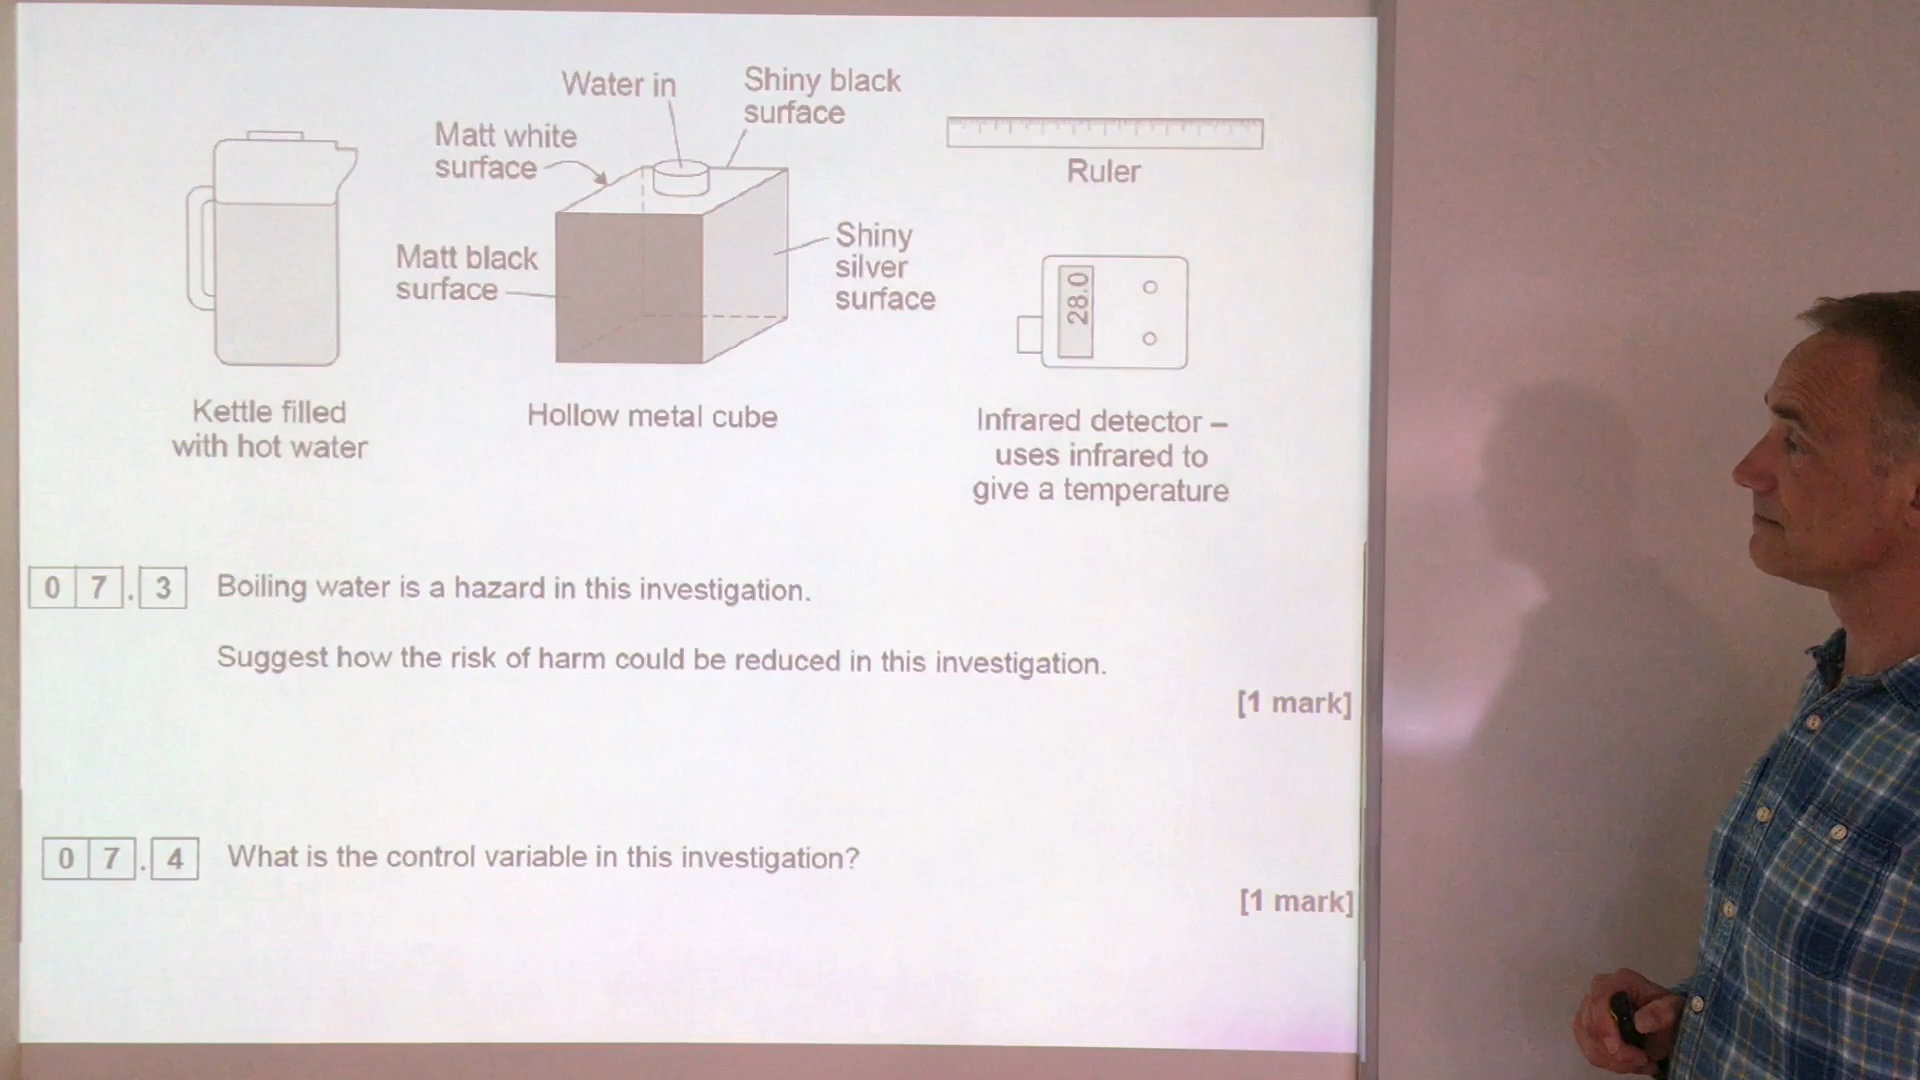 Water in
Shiny black
surface
Matt white
surface
Matt black
surface
Shiny
silver
surface
Ruler
28.0
Kettle filled
with hot water
Hollow metal cube
Infrared detector –
uses infrared to
give a temperature
0 7 . 3 Boiling water is a hazard in this investigation.
Suggest how the risk of harm could be reduced in this investigation.
[1 mark]
0 7 . 4 What is the control variable in this investigation?
[1 mark]